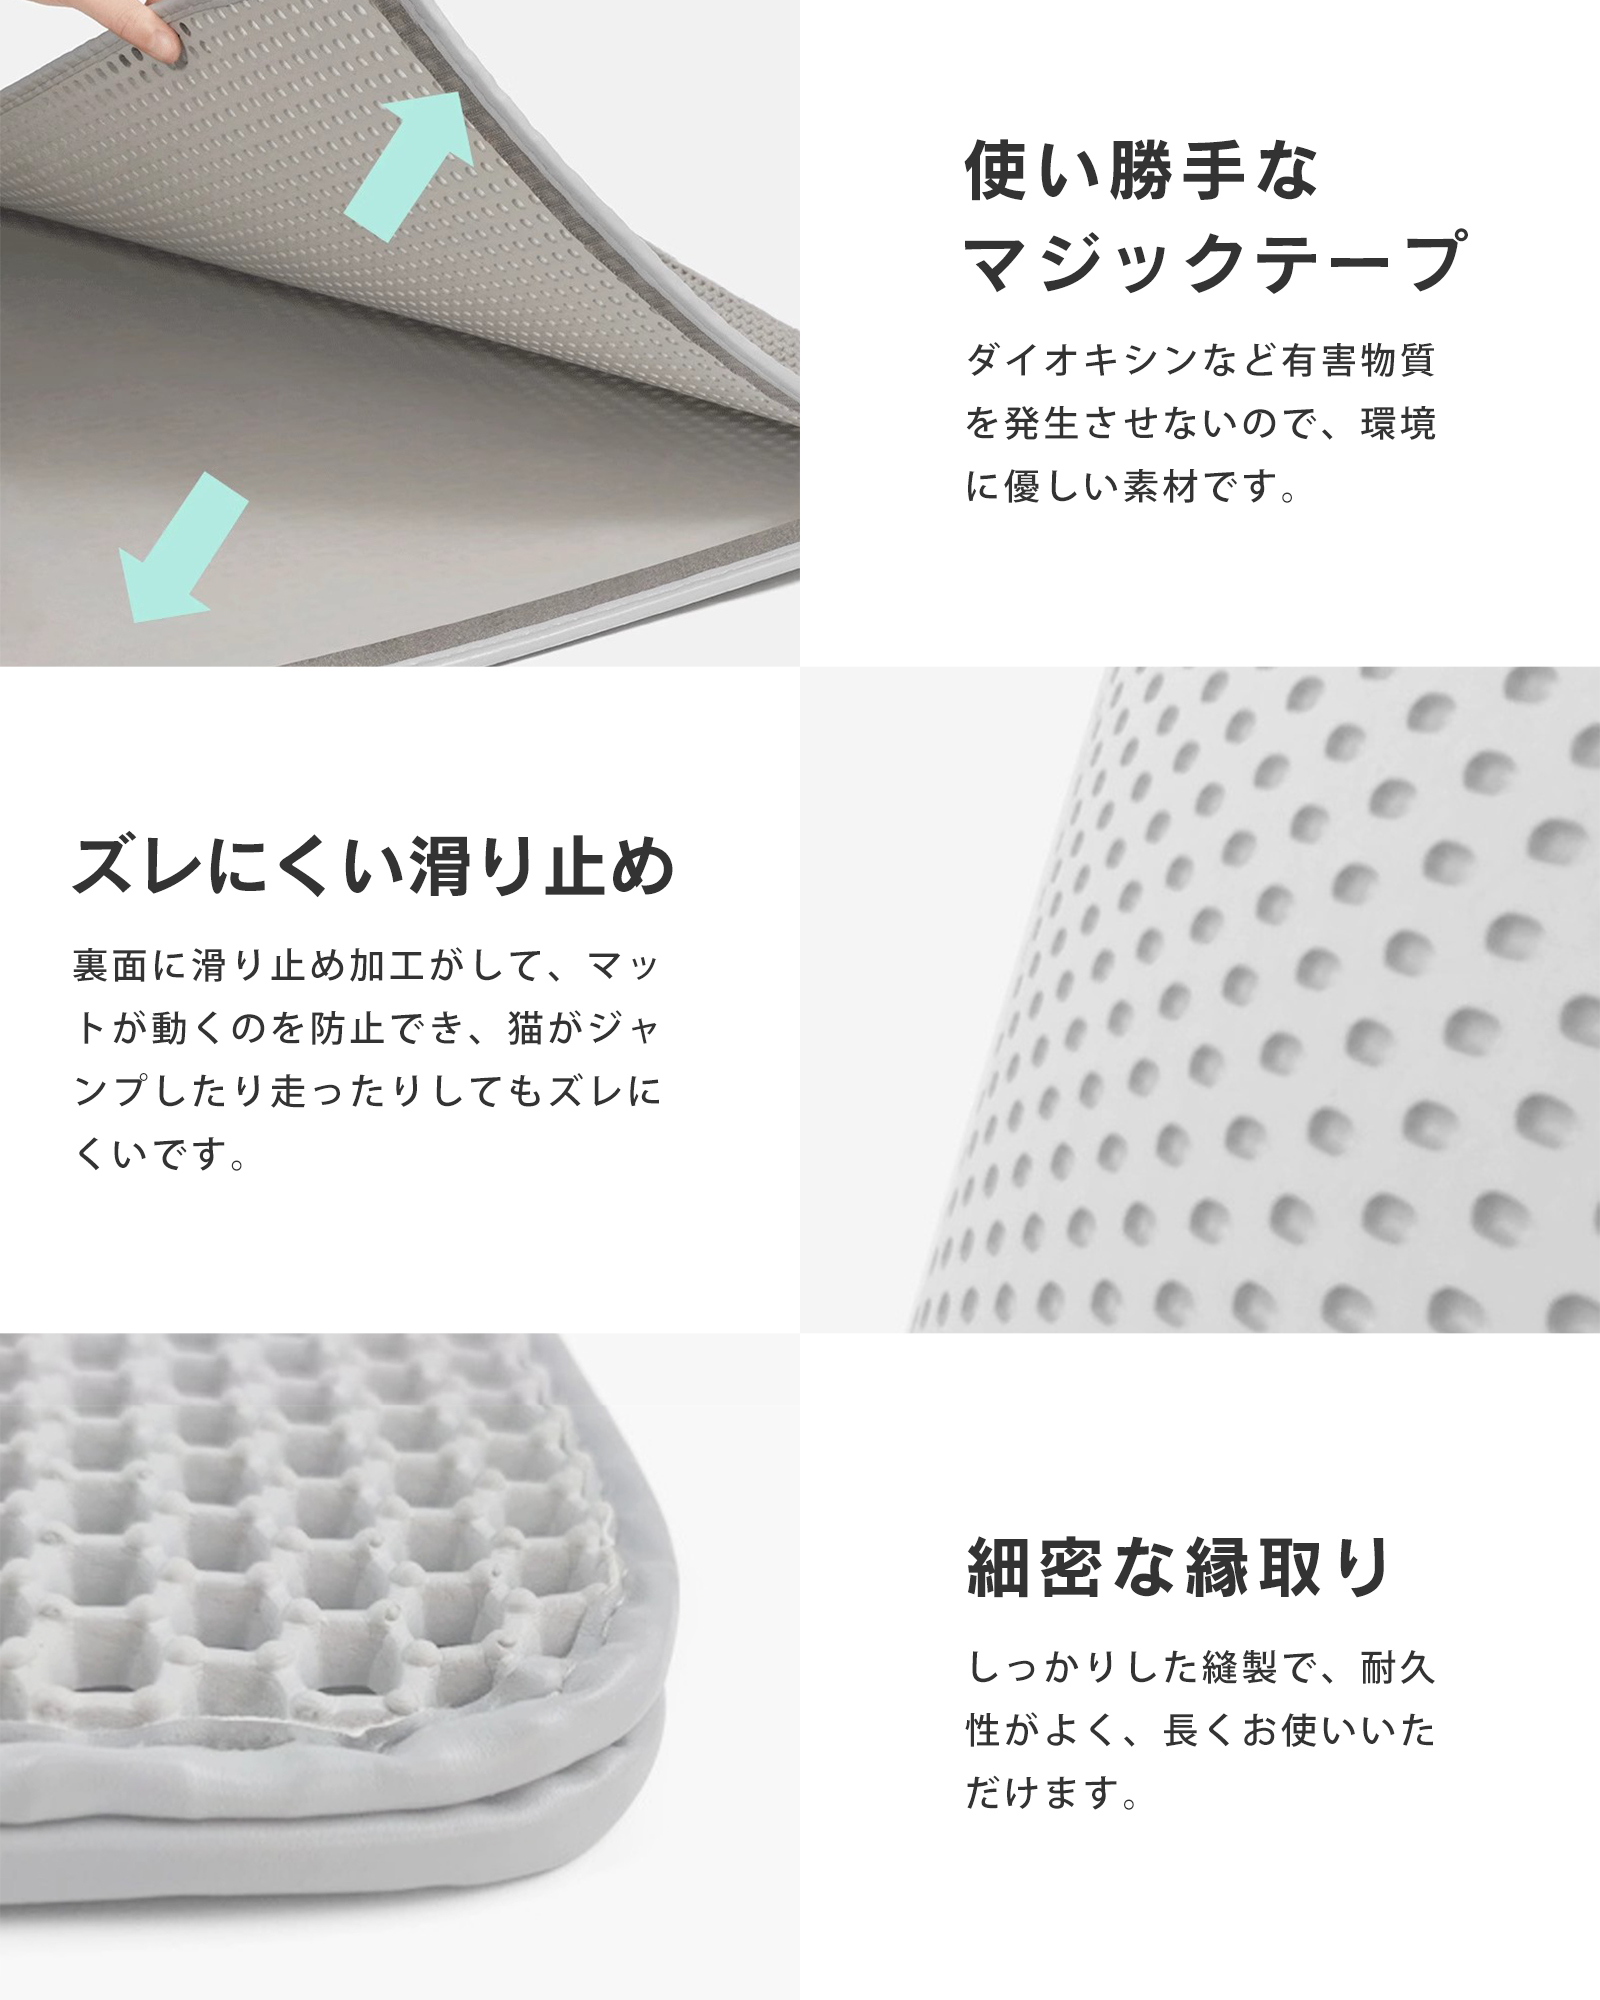 使い勝手な
マジックテープ
ダイオキシンなど有害物質
を発生させないので、環境
に優しい素材です。
ズレにくい滑り止め
裏面に滑り止め加工がして、マッ
トが動くのを防止でき、猫がジャ
ンプしたり走ったりしてもズレに
くいです。
細密な縁取り
しっかりした縫製で、耐久
性がよく、長くお使いいた
だけます。